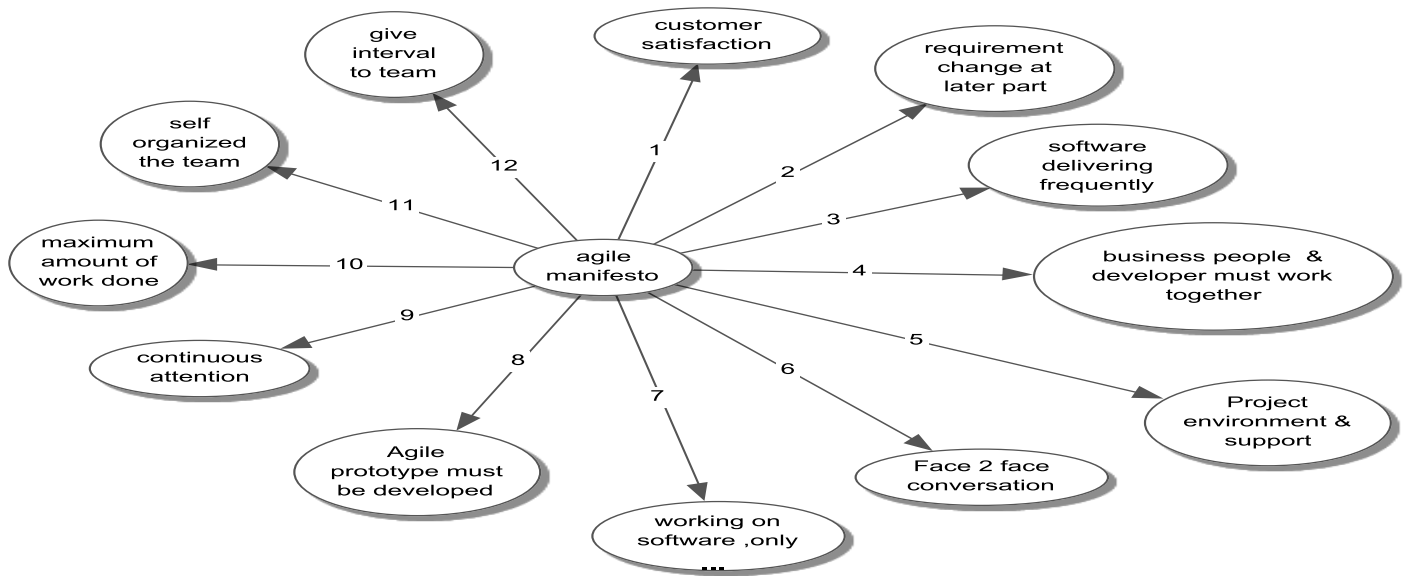 agile
manifesto
1
customer
satisfaction
2
requirement
change at
later part
3
software
delivering
frequently
4
business people & 
developer must work
together
5
Project
environment &
support
6
Face 2 face
conversation
7
working on
software ,only
...
8
Agile
prototype must
be developed
9
continuous
attention
10
maximum
amount of
work done
11
self
organized
the team
12
give
interval
to team